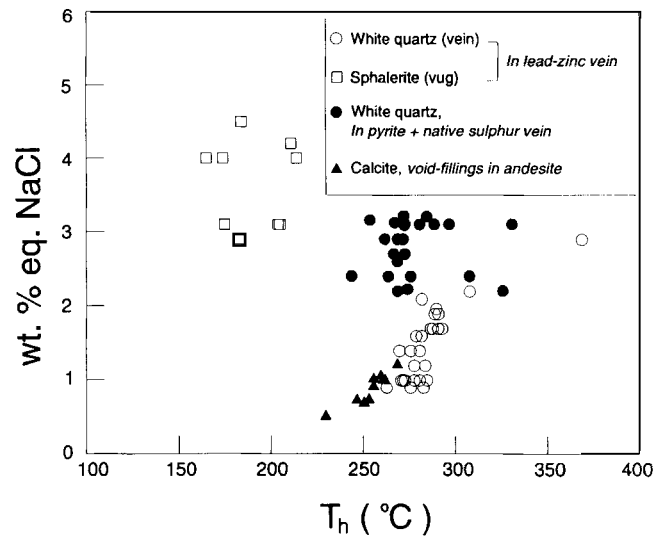 6
5
4
3
2
1
0
wt. % eq. NaCl
White quartz (vein)
In lead-zinc vein
Sphalerite (vug)
White quartz,
In pyrite + native sulphur vein
Calcite, void-fillings in andesite
100 150 200 250 300 350 400
Th ( °C)